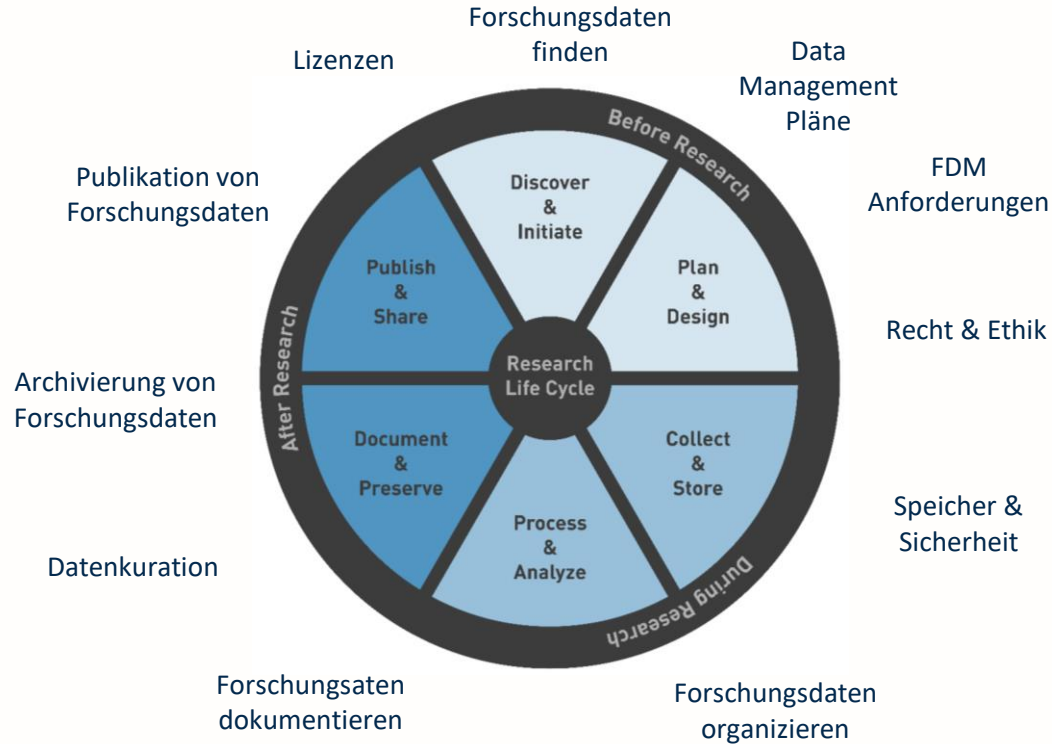 Forschungsdaten
finden
Lizenzen
Data
Management
Pläne
Publikation von
Forschungsdaten
FDM
Anforderungen
Before Research
Discover
&
Initiate
Publish
&
Share
Plan
&
Design
Recht & Ethik
Research
Life Cycle
After Research
Archivierung von
Forschungsdaten
Document
&
Preserve
Collect
&
Store
Process
&
Analyze
Speicher &
Sicherheit
Datenkuration
During Research
Forschungsaten
dokumentieren
Forschungsdaten
organizieren